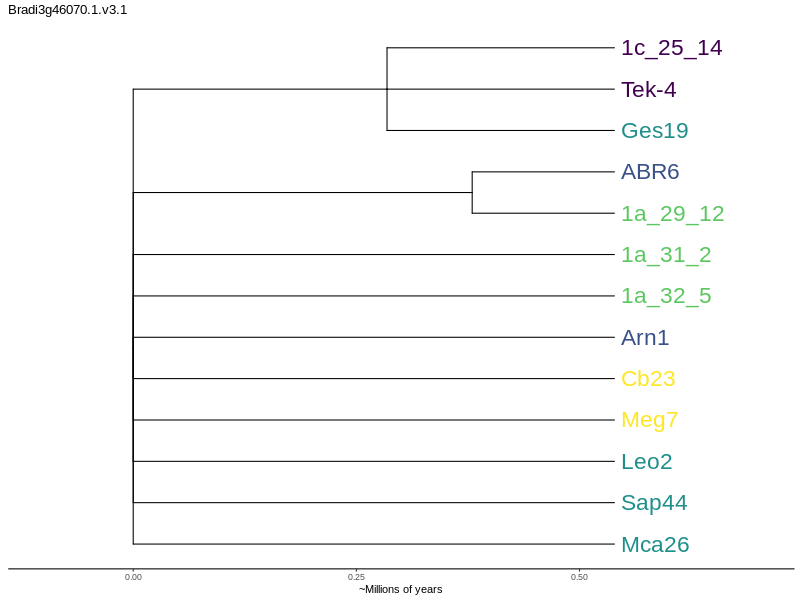 Bradi3g46070.1.v3.1
1c_25_14
Tek-4
Ges19
ABR6
1a_29_12
1a_31_2
1a_32_5
Arn1
Cb23
Meg7
Leo2
Sap44
Mca26
0.00 0.25 0.50
~Millions of years